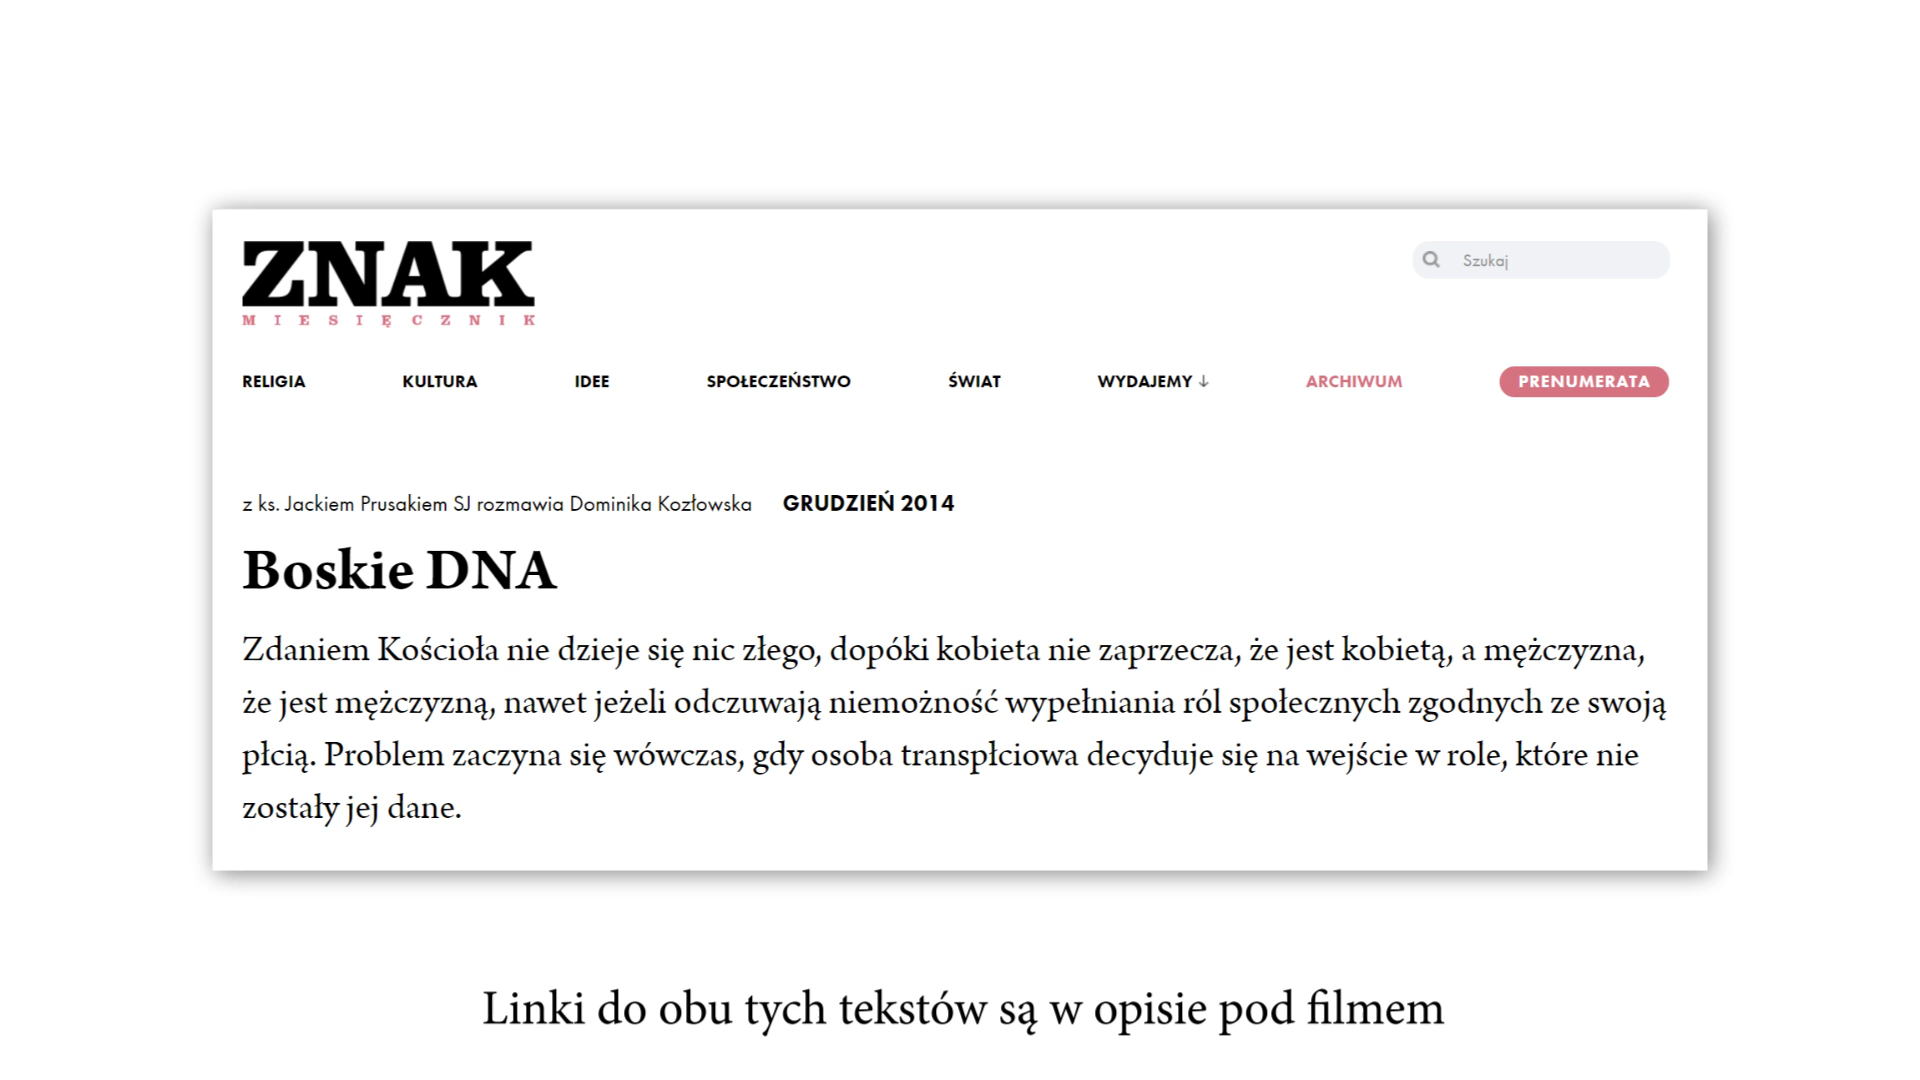 ZNAK
MIESIĘCZNIK
Szukaj
RELIGIA KULTURA IDEE SPOŁECZEŃSTWO ŚWIAT WYDAJEMY ↓ ARCHIWUM PRENUMERATA
z ks. Jackiem Prusakiem SJ rozmawia Dominika Kozłowska GRUDZIEŃ 2014
Boskie DNA
Zdaniem Kościoła nie dzieje się nic złego, dopóki kobieta nie zaprzecza, że jest kobietą, a mężczyzna,
że jest mężczyzną, nawet jeżeli odczuwają niemożność wypełniania ról społecznych zgodnych ze swoją
płcią. Problem zaczyna się wówczas, gdy osoba transpłciowa decyduje się na wejście w role, które nie
zostały jej dane.
Linki do obu tych tekstów są w opisie pod filmem